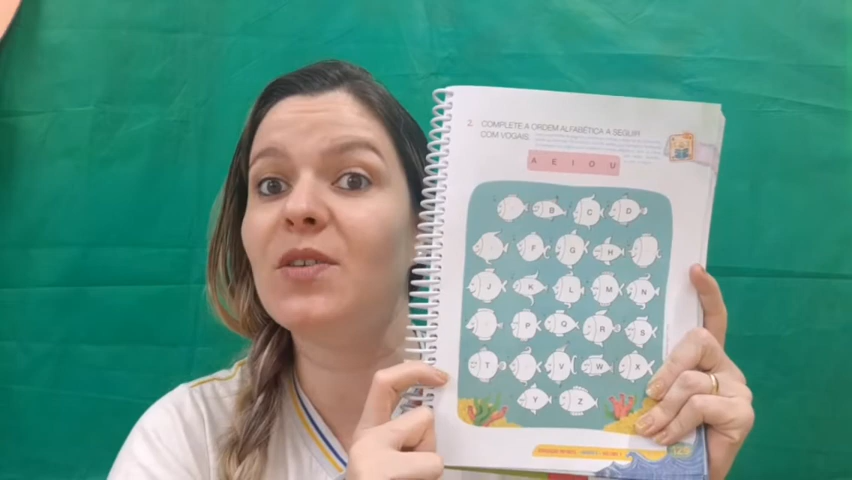 2. COMPLETE A ORDEM ALFABÉTICA A SEGUIR
COM VOGAIS.
A E I O U
B C D
F G H
J K L M N
P Q R S
T V W X
Y Z